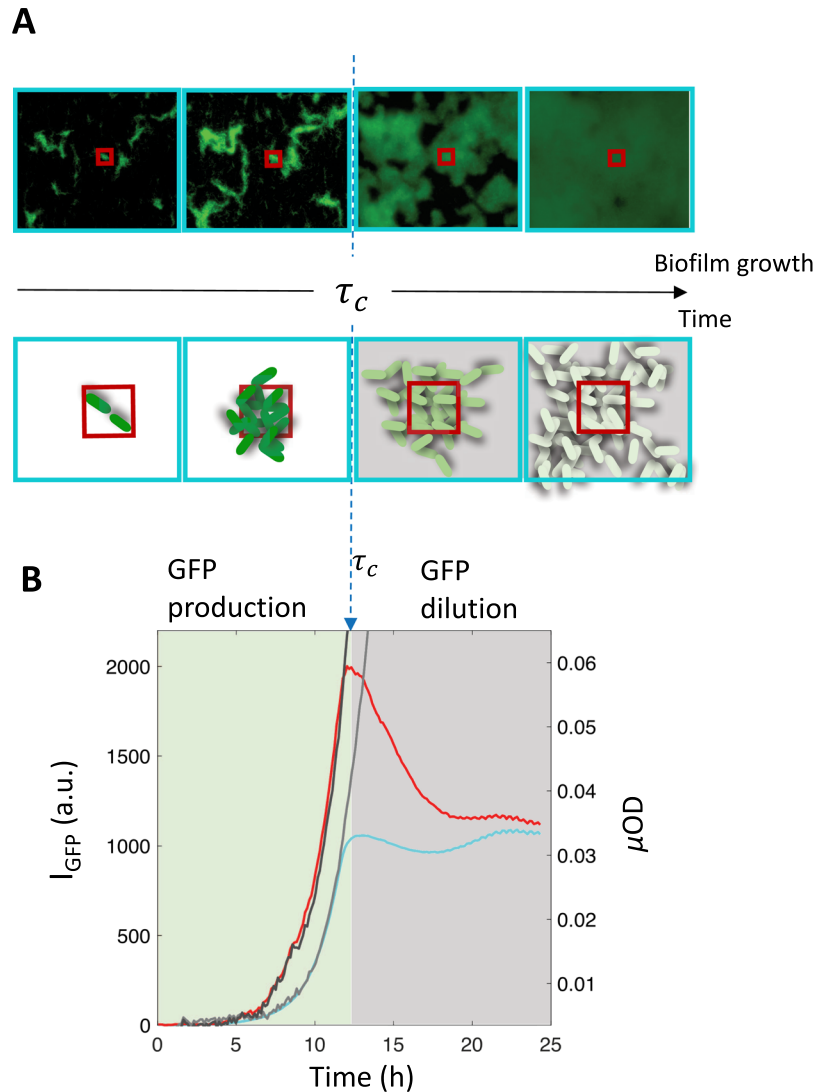 A
Biofilm growth
τc
Time
B
GFP
production
τc
GFP
dilution
2000
1500
1000
500
0
IGFP (a.u.)
0.06
0.05
0.04
0.03
0.02
0.01
μOD
0 5 10 15 20 25
Time (h)